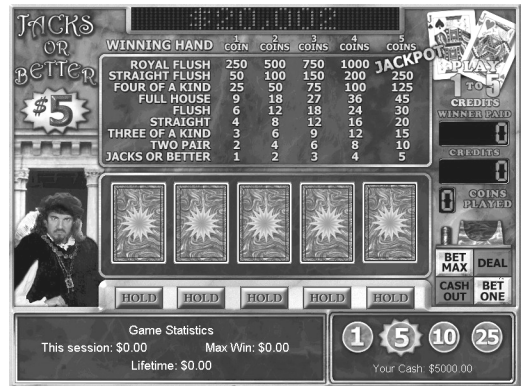 $20.002
JACKS
OR
BETTER
$5
WINNING HAND 1 COIN 2 COINS 3 COINS 4 COINS 5 COINS
ROYAL FLUSH 250 500 750 1000 JACKPOT
STRAIGHT FLUSH 50 100 150 200 250
FOUR OF A KIND 25 50 75 100 125
FULL HOUSE 9 18 27 36 45
FLUSH 6 12 18 24 30
STRAIGHT 4 8 12 16 20
THREE OF A KIND 3 6 9 12 15
TWO PAIR 2 4 6 8 10
JACKS OR BETTER 1 2 3 4 5
PLAY
1 TO 5
CREDITS
WINNER PAID
0
CREDITS
0
0 COINS PLAYED
BET MAX
DEAL
CASH OUT
BET ONE
HOLD HOLD HOLD HOLD HOLD
Game Statistics
This session: $0.00 Max Win: $0.00
Lifetime: $0.00
1 5 10 25
Your Cash: $5000.00